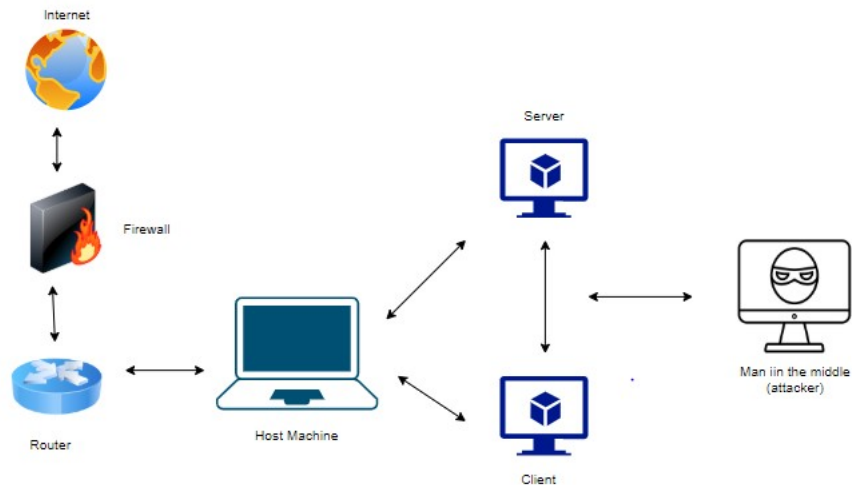 Internet
Server
Firewall
Man iin the middle
(attacker)
Host Machine
Router
Client